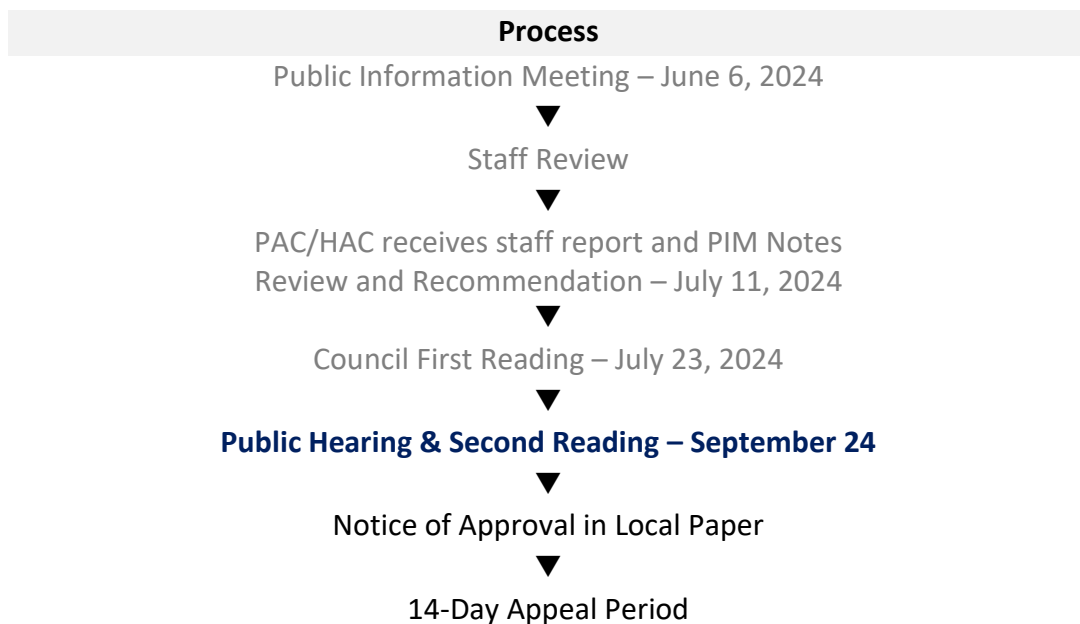 Process
Public Information Meeting – June 6, 2024
Staff Review
PAC/HAC receives staff report and PIM Notes
Review and Recommendation – July 11, 2024
Council First Reading – July 23, 2024
Public Hearing & Second Reading – September 24
Notice of Approval in Local Paper
14-Day Appeal Period